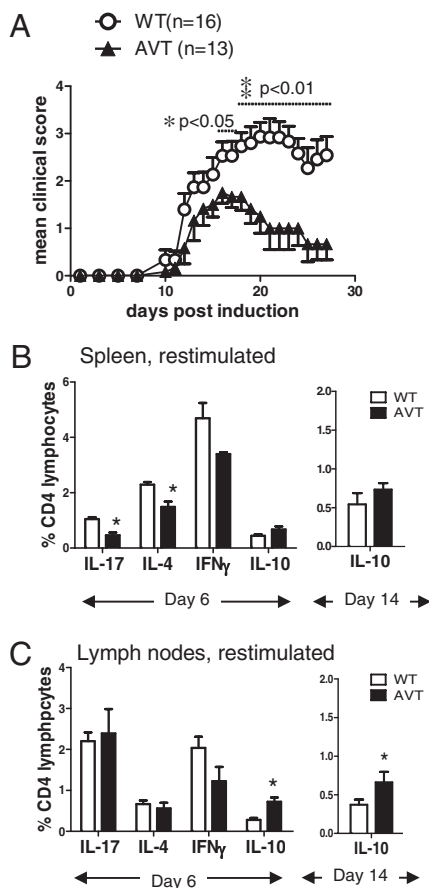 A
WT(n=16)
AVT (n=13)
mean clinical score
4
3
2
1
0
* p<0.05
** p<0.01
0 10 20 30
days post induction
B Spleen, restimulated
% CD4 lymphocytes
6
4
2
0
*
*
IL-17 IL-4 IFNγ IL-10
Day 6
2.0
1.5
1.0
0.5
0.0
WT
AVT
IL-10
Day 14
C Lymph nodes, restimulated
% CD4 lymphpcytes
4
3
2
1
0
*
IL-17 IL-4 IFNγ IL-10
Day 6
2.0
1.5
1.0
0.5
0.0
WT
AVT
*
IL-10
Day 14